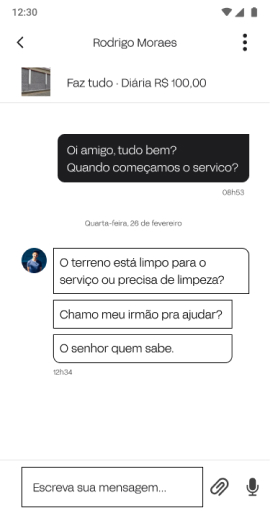 12:30
Rodrigo Moraes
Faz tudo · Diária R$ 100,00
Oi amigo, tudo bem?
Quando começamos o servico?
08h53
Quarta-feira, 26 de fevereiro
O terreno está limpo para o
serviço ou precisa de limpeza?
Chamo meu irmão pra ajudar?
O senhor quem sabe.
12h34
Escreva sua mensagem...